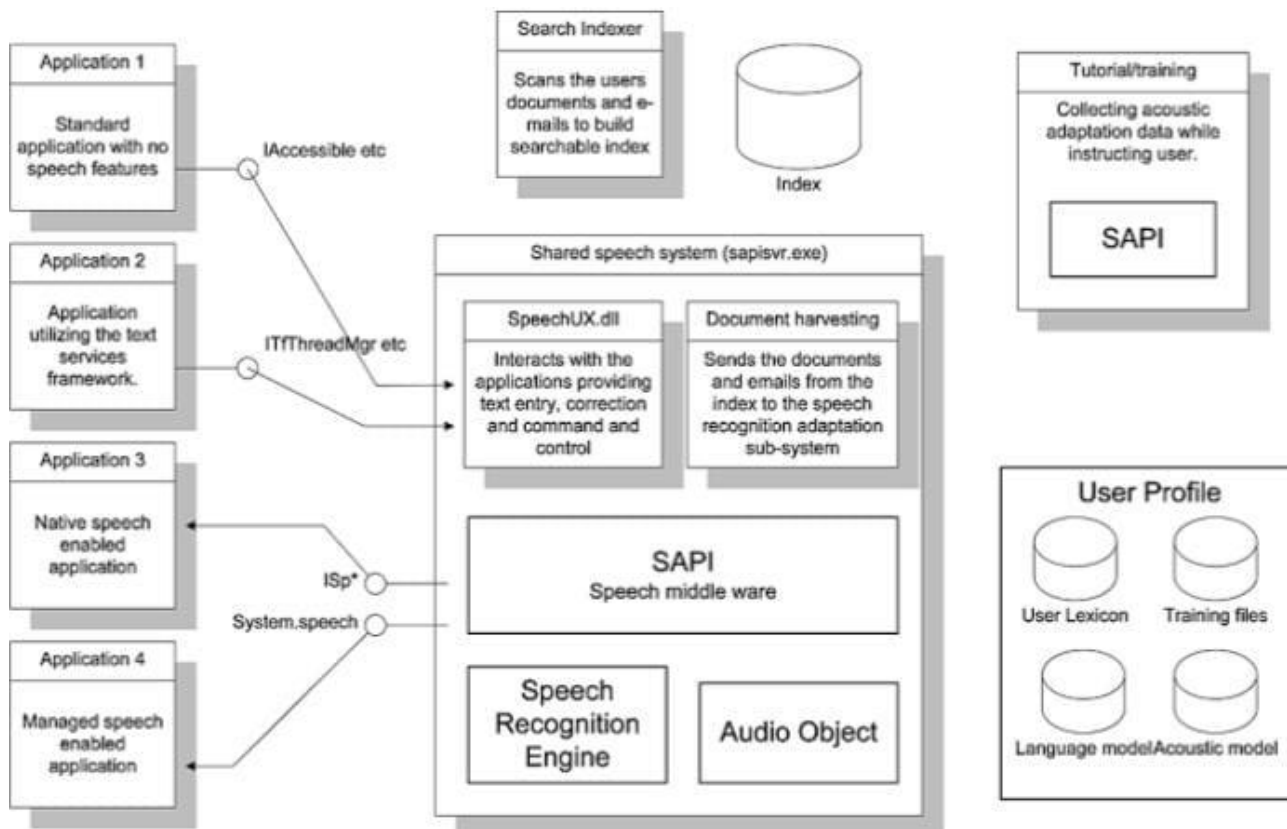 Application 1
Standard
application with no
speech features
IAccessible etc
Application 2
Application
utilizing the text
services
framework.
ITfThreadMgr etc
Application 3
Native speech
enabled
application
ISp*
System.speech
Application 4
Managed speech
enabled
application
Search Indexer
Scans the users
documents and e-
mails to build
searchable index
Index
Shared speech system (sapisvr.exe)
SpeechUX.dll
Interacts with the
applications providing
text entry, correction
and command and
control
Document harvesting
Sends the documents
and emails from the
index to the speech
recognition adaptation
sub-system
SAPI
Speech middle ware
Speech
Recognition
Engine
Audio Object
Tutorial/training
Collecting acoustic
adaptation data while
instructing user.
SAPI
User Profile
User Lexicon
Training files
Language model
Acoustic model